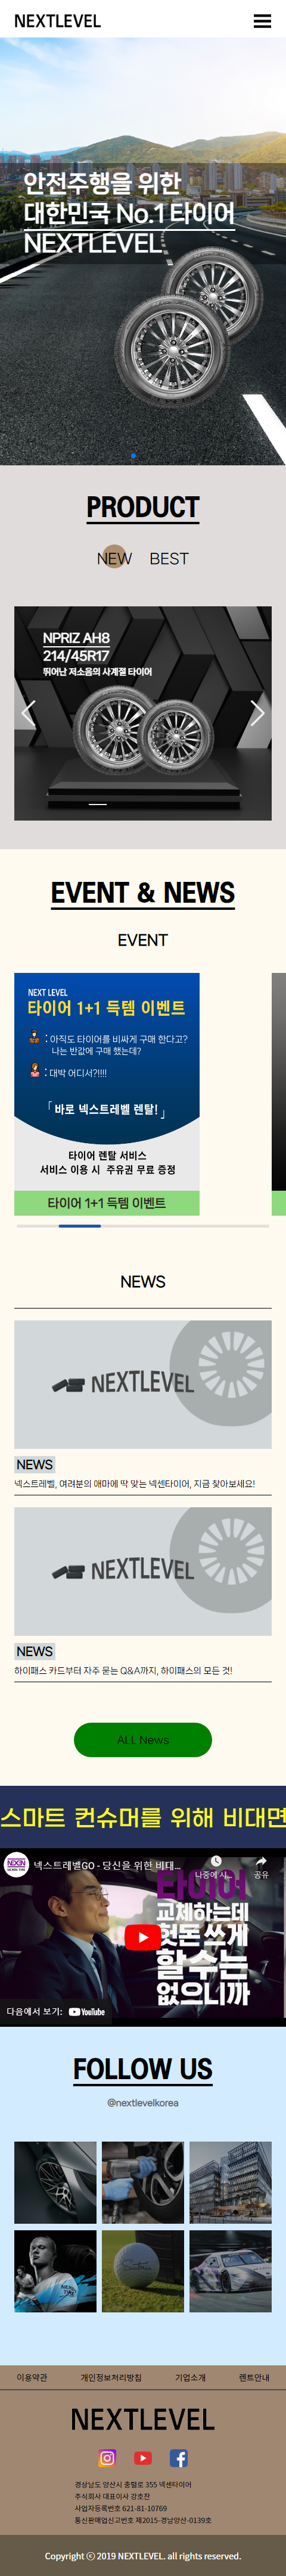 NEXTLEVEL
안전주행을 위한
대한민국 No.1 타이어
NEXTLEVEL
PRODUCT
NEW BEST
NPRIZ AH8
214/45R17
뛰어난 저소음의 사계절 타이어
EVENT & NEWS
EVENT
NEXT LEVEL
타이어 1+1 득템 이벤트
: 아직도 타이어를 비싸게 구매 한다고?
나는 반값에 구매 했는데?
: 대박 어디서?!!!!
「바로 넥스트레벨 렌탈!」
타이어 렌탈 서비스
서비스 이용 시 주유권 무료 증정
타이어 1+1 득템 이벤트
NEWS
NEXTLEVEL
NEWS
넥스트레벨, 여러분의 애마에 딱 맞는 넥센타이어, 지금 찾아보세요!
NEXTLEVEL
NEWS
하이패스 카드부터 자주 묻는 Q&A까지, 하이패스의 모든 것!
ALL News
스마트 컨슈머를 위해 비대면
넥스트레벨GO - 당신을 위한 비대...
나중에 시... 공유
타이어
교체하는데
헛돈 쓰게
할수는
없으니까
다음에서 보기: YouTube
FOLLOW US
@nextlevelkorea
이용약관 개인정보처리방침 기업소개 렌트안내
NEXTLEVEL
경상남도 양산시 충렬로 355 넥센타이어
주식회사 대표이사 강호찬
사업자등록번호 621-81-10769
통신판매업신고번호 제2015-경남양산-0139호
Copyright ⓒ 2019 NEXTLEVEL. all rights reserved.